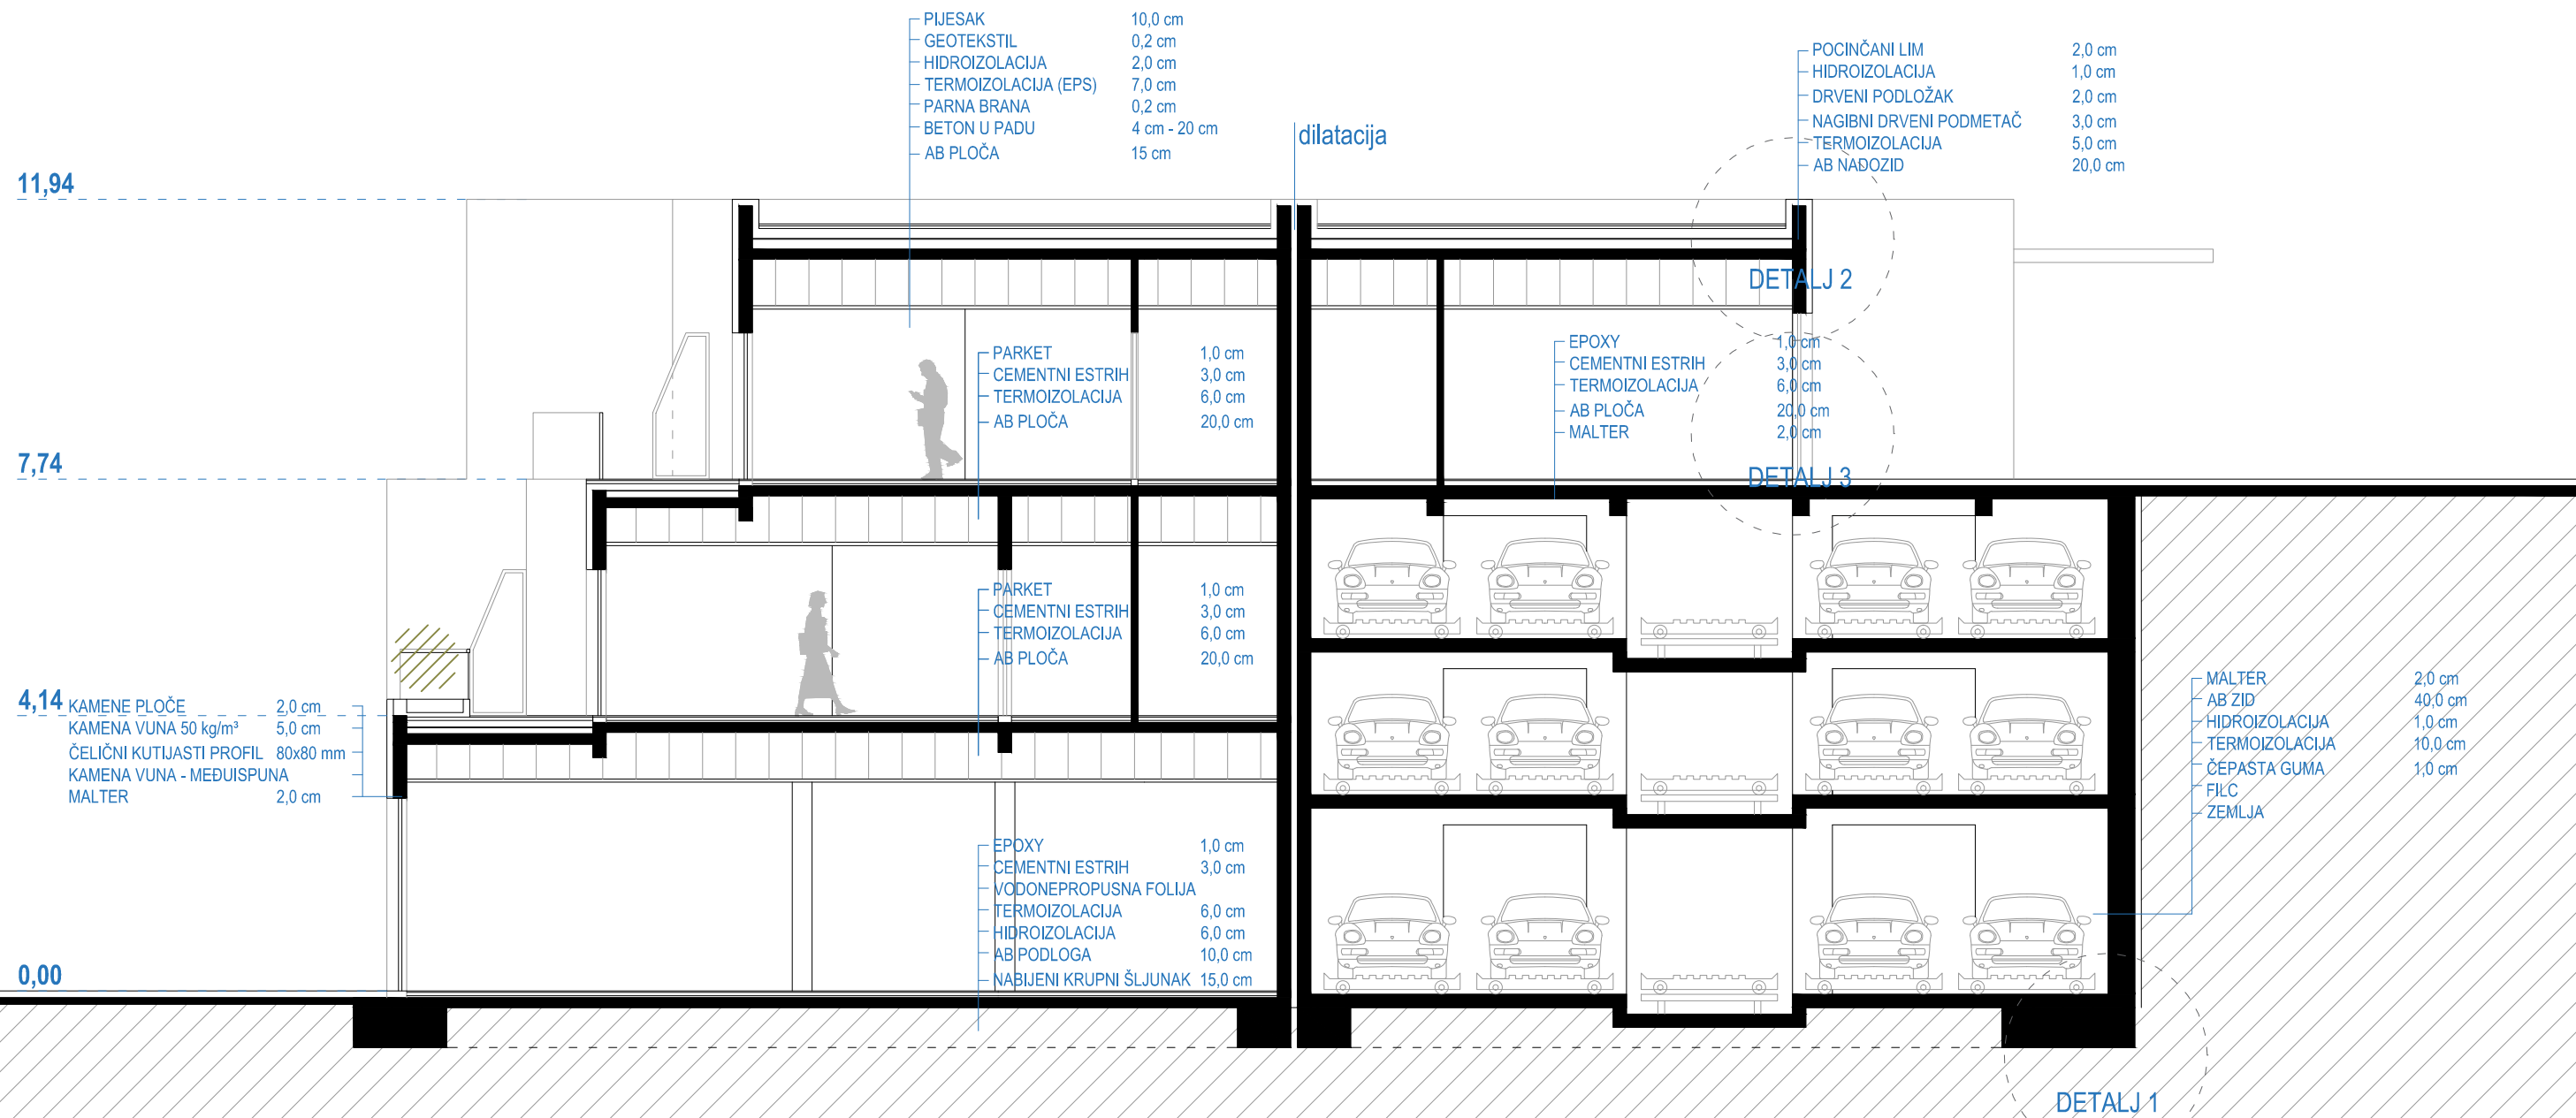 PIJESAK 10,0 cm
GEOTEKSTIL 0,2 cm
HIDROIZOLACIJA 2,0 cm
TERMOIZOLACIJA (EPS) 7,0 cm
PARNA BRANA 0,2 cm
BETON U PADU 4 cm - 20 cm
AB PLOČA 15 cm
dilatacija
POCINČANI LIM 2,0 cm
HIDROIZOLACIJA 1,0 cm
DRVENI PODLOŽAK 2,0 cm
NAGIBNI DRVENI PODMETAČ 3,0 cm
TERMOIZOLACIJA 5,0 cm
AB NADOZID 20,0 cm
11,94
DETALJ 2
PARKET 1,0 cm
CEMENTNI ESTRIH 3,0 cm
TERMOIZOLACIJA 6,0 cm
AB PLOČA 20,0 cm
EPOXY 1,0 cm
CEMENTNI ESTRIH 3,0 cm
TERMOIZOLACIJA 6,0 cm
AB PLOČA 20,0 cm
MALTER 2,0 cm
7,74
DETALJ 3
PARKET 1,0 cm
CEMENTNI ESTRIH 3,0 cm
TERMOIZOLACIJA 6,0 cm
AB PLOČA 20,0 cm
4,14
KAMENE PLOČE 2,0 cm
KAMENA VUNA 50 kg/m³ 5,0 cm
ČELIČNI KUTIJASTI PROFIL 80x80 mm
KAMENA VUNA - MEĐUISPUNA
MALTER 2,0 cm
MALTER 2,0 cm
AB ZID 40,0 cm
HIDROIZOLACIJA 1,0 cm
TERMOIZOLACIJA 10,0 cm
ČEPASTA GUMA 1,0 cm
FILC
ZEMLJA
EPOXY 1,0 cm
CEMENTNI ESTRIH 3,0 cm
VODONEPROPUSNA FOLIJA
TERMOIZOLACIJA 6,0 cm
HIDROIZOLACIJA 6,0 cm
AB PODLOGA 10,0 cm
NABIJENI KRUPNI ŠLJUNAK 15,0 cm
0,00
DETALJ 1